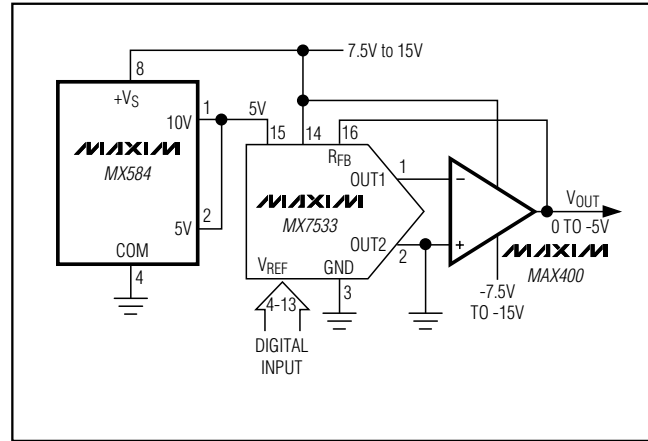 8
7.5V to 15V
+VS
1
10V
5V
15
14
16
MAXIM
MX584
RFB
OUT1
1
−
MAXIM
MX7533
VOUT
0 TO -5V
2
5V
OUT2
2
+
MAXIM
MAX400
COM
VREF
GND
4
3
-7.5V
TO -15V
4-13
DIGITAL
INPUT